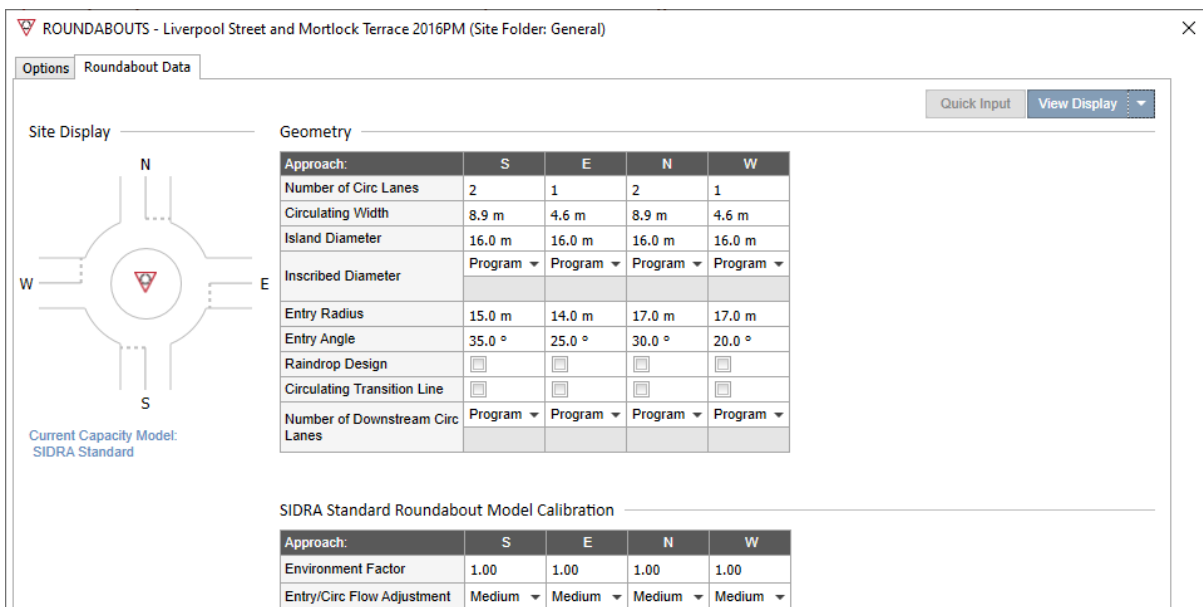 ROUNDABOUTS - Liverpool Street and Mortlock Terrace 2016PM (Site Folder: General)
Options Roundabout Data
Quick Input View Display
Site Display
N
W E
S
Current Capacity Model:
SIDRA Standard
Geometry
Approach: S E N W
Number of Circ Lanes 2 1 2 1
Circulating Width 8.9 m 4.6 m 8.9 m 4.6 m
Island Diameter 16.0 m 16.0 m 16.0 m 16.0 m
Inscribed Diameter Program Program Program Program
Entry Radius 15.0 m 14.0 m 17.0 m 17.0 m
Entry Angle 35.0 ° 25.0 ° 30.0 ° 20.0 °
Raindrop Design
Circulating Transition Line
Number of Downstream Circ Program Program Program Program
Lanes
SIDRA Standard Roundabout Model Calibration
Approach: S E N W
Environment Factor 1.00 1.00 1.00 1.00
Entry/Circ Flow Adjustment Medium Medium Medium Medium